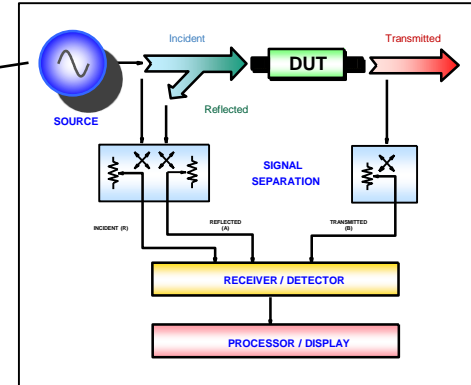 Incident
Transmitted
DUT
Reflected
SOURCE
SIGNAL
SEPARATION
INCIDENT (R)
REFLECTED
(A)
TRANSMITTED
(B)
RECEIVER / DETECTOR
PROCESSOR / DISPLAY